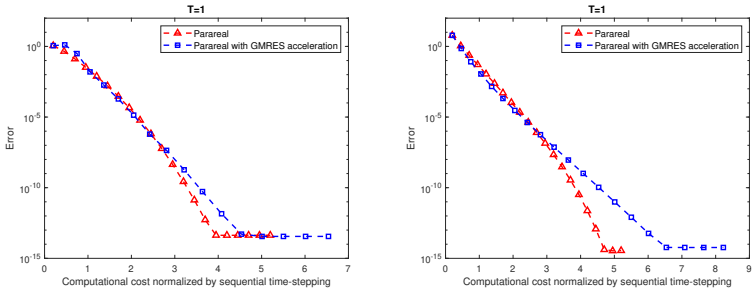 T=1
Parareal
Parareal with GMRES acceleration
10^0
10^-5
10^-10
10^-15
Error
0 1 2 3 4 5 6 7
Computational cost normalized by sequential time-stepping
T=1
Parareal
Parareal with GMRES acceleration
10^0
10^-5
10^-10
10^-15
Error
0 1 2 3 4 5 6 7 8 9
Computational cost normalized by sequential time-stepping